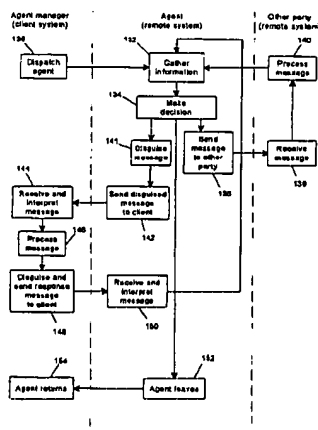 Agent manager
(client system)
Agent
(remote system)
Other party
(remote system)
130
Dispatch
agent
132
Gather
information
140
Process
message
134
Make
decision
141
Disguise
message
Send
message
to other
party
138
Receive
message
139
144
Receive and
interpret
message
Send disguised
message
to client
142
146
Process
message
Disguise and
send response
message
to client
148
Receive and
interpret
message
150
154
Agent returns
152
Agent leaves